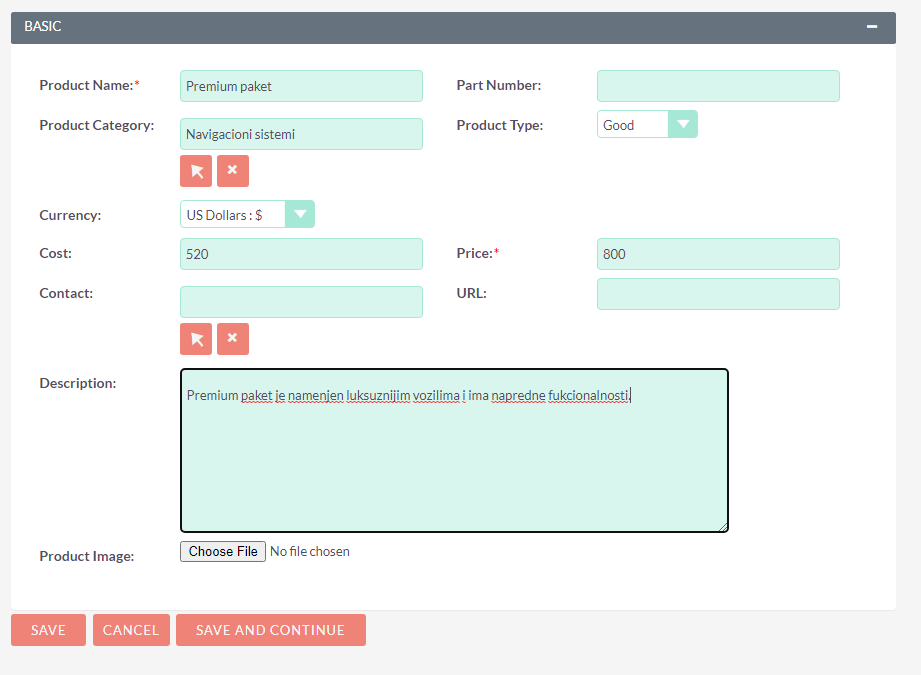 BASIC
Product Name:* Premium paket Part Number:
Product Category: Navigacioni sistemi Product Type: Good
Currency: US Dollars : $
Cost: 520 Price:* 800
Contact: URL:
Description: Premium paket je namenjen luksuznijim vozilima i ima napredne fukcionalnosti.
Product Image: Choose File No file chosen
SAVE CANCEL SAVE AND CONTINUE